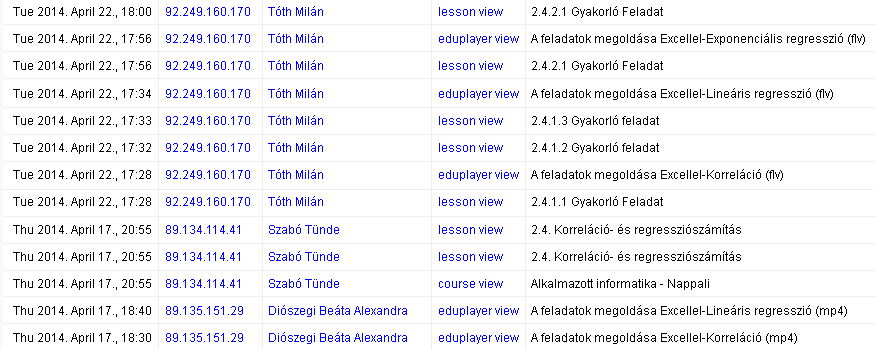 Tue 2014. April 22., 18:00 92.249.160.170 Tóth Milán lesson view 2.4.2.1 Gyakorló Feladat
Tue 2014. April 22., 17:56 92.249.160.170 Tóth Milán eduplayer view A feladatok megoldása Excellel-Exponenciális regresszió (flv)
Tue 2014. April 22., 17:56 92.249.160.170 Tóth Milán lesson view 2.4.2.1 Gyakorló Feladat
Tue 2014. April 22., 17:34 92.249.160.170 Tóth Milán eduplayer view A feladatok megoldása Excellel-Lineáris regresszió (flv)
Tue 2014. April 22., 17:33 92.249.160.170 Tóth Milán lesson view 2.4.1.3 Gyakorló feladat
Tue 2014. April 22., 17:32 92.249.160.170 Tóth Milán lesson view 2.4.1.2 Gyakorló feladat
Tue 2014. April 22., 17:28 92.249.160.170 Tóth Milán eduplayer view A feladatok megoldása Excellel-Korreláció (flv)
Tue 2014. April 22., 17:28 92.249.160.170 Tóth Milán lesson view 2.4.1.1 Gyakorló Feladat
Thu 2014. April 17., 20:55 89.134.114.41 Szabó Tünde lesson view 2.4. Korreláció- és regressziószámítás
Thu 2014. April 17., 20:55 89.134.114.41 Szabó Tünde lesson view 2.4. Korreláció- és regressziószámítás
Thu 2014. April 17., 20:55 89.134.114.41 Szabó Tünde course view Alkalmazott informatika - Nappali
Thu 2014. April 17., 18:40 89.135.151.29 Diószegi Beáta Alexandra eduplayer view A feladatok megoldása Excellel-Lineáris regresszió (mp4)
Thu 2014. April 17., 18:30 89.135.151.29 Diószegi Beáta Alexandra eduplayer view A feladatok megoldása Excellel-Korreláció (mp4)